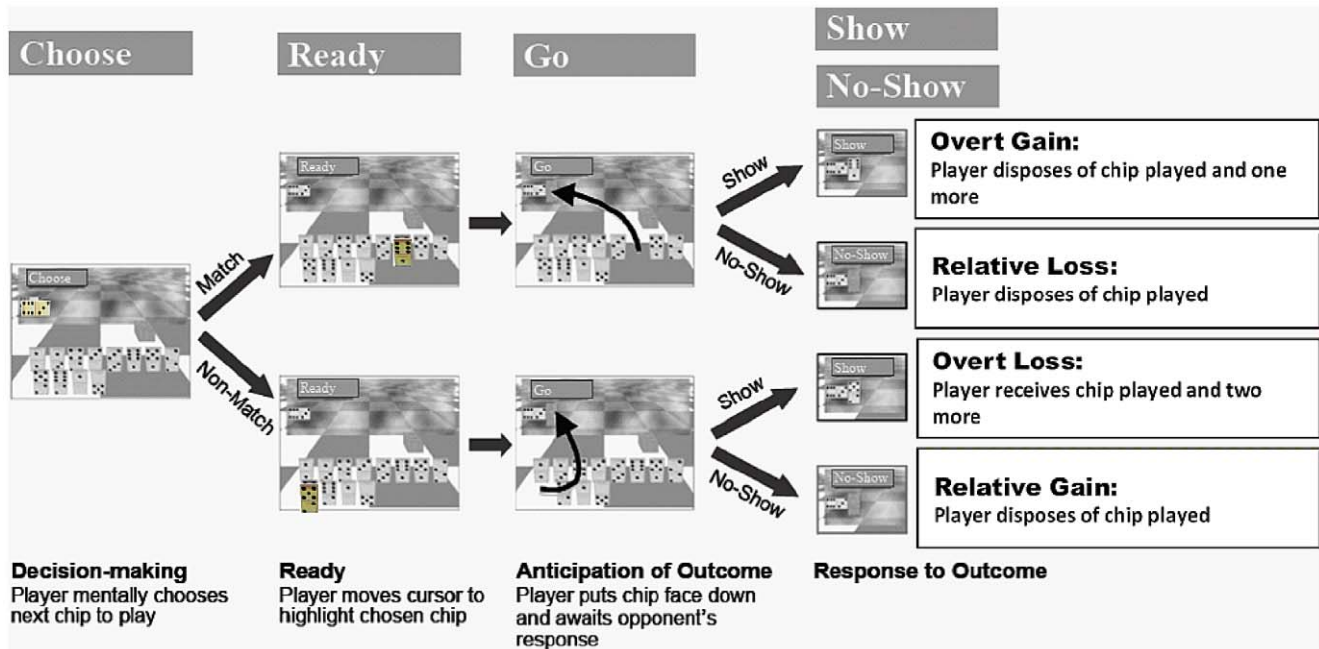 Choose
Ready
Go
Show
No-Show
Choose
Match
Non-Match
Ready
Go
Show
No-Show
Show
Overt Gain:
Player disposes of chip played and one
more
No-Show
Relative Loss:
Player disposes of chip played
Ready
Go
Show
No-Show
Show
Overt Loss:
Player receives chip played and two
more
No-Show
Relative Gain:
Player disposes of chip played
Decision-making
Player mentally chooses
next chip to play
Ready
Player moves cursor to
highlight chosen chip
Anticipation of Outcome
Player puts chip face down
and awaits opponent's
response
Response to Outcome